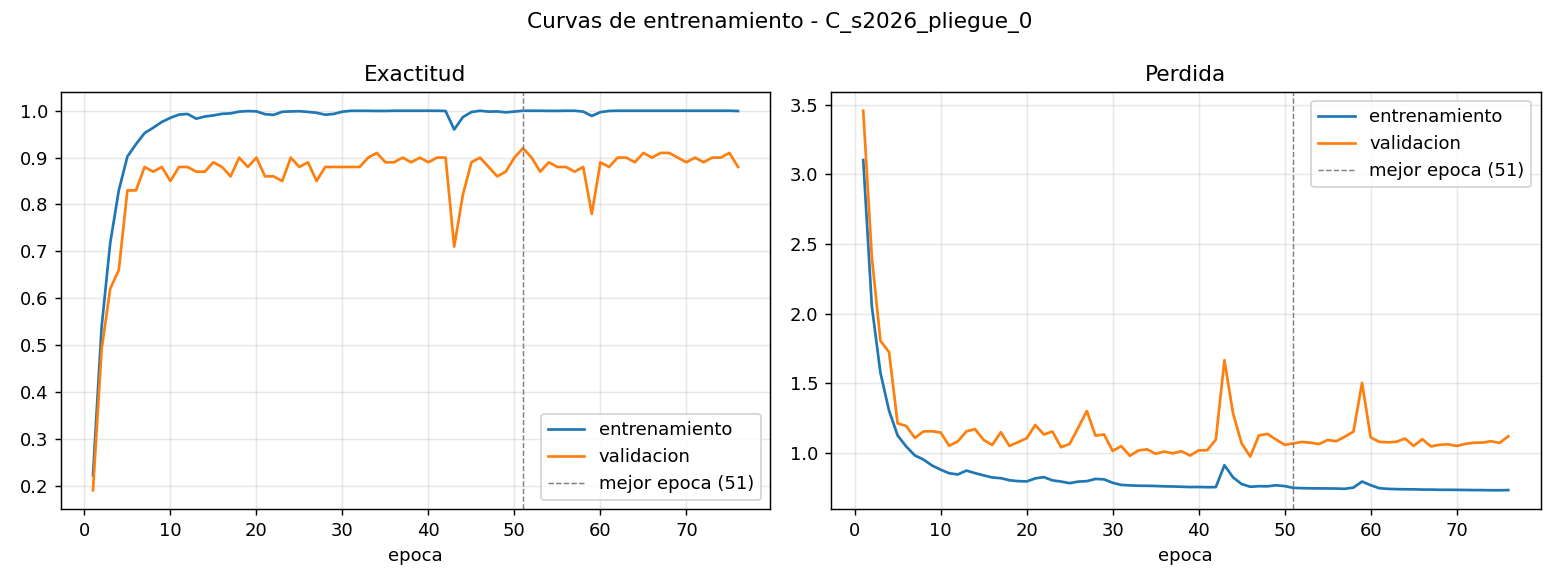 Curvas de entrenamiento - C_s2026_pliegue_0
Exactitud
1.0
0.9
0.8
0.7
0.6
0.5
0.4
0.3
0.2
0 10 20 30 40 50 60 70
epoca
entrenamiento
validacion
mejor epoca (51)
Perdida
3.5
3.0
2.5
2.0
1.5
1.0
0 10 20 30 40 50 60 70
epoca
entrenamiento
validacion
mejor epoca (51)